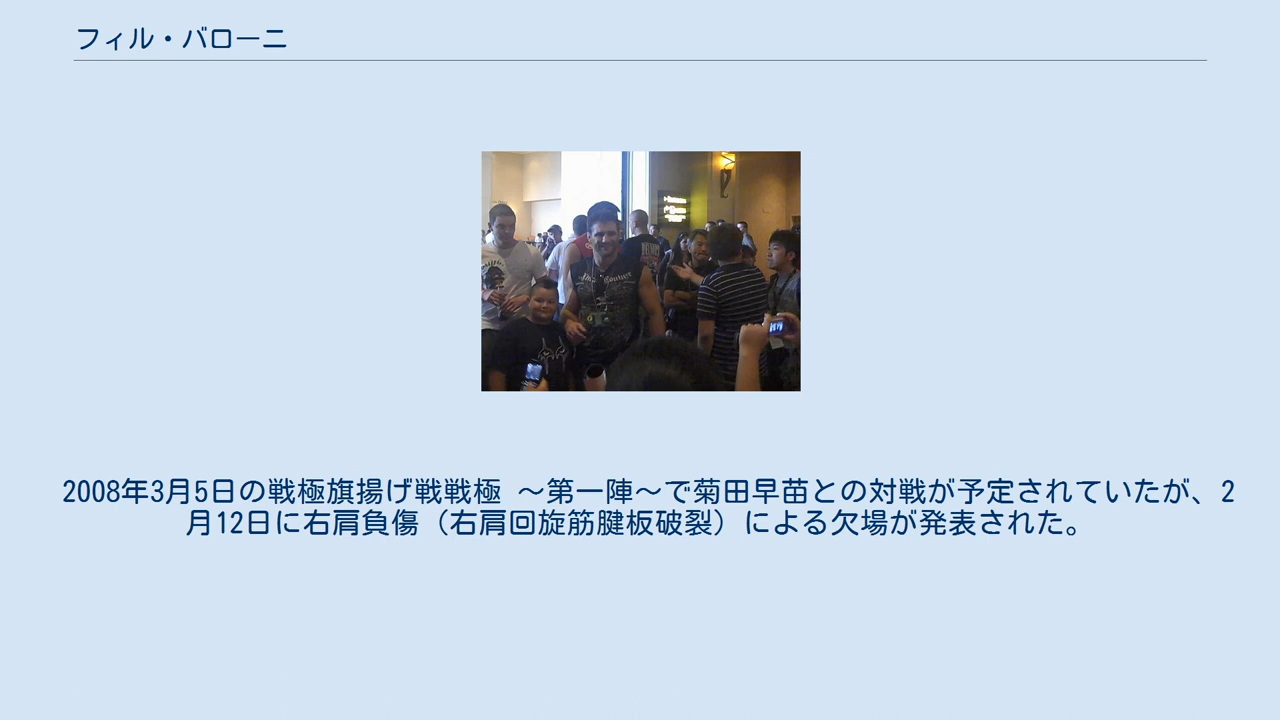 フィル・バローニ
2008年3月5日の戦極旗揚げ戦戦極 〜第一陣〜で菊田早苗との対戦が予定されていたが、2
月12日に右肩負傷（右肩回旋筋腱板破裂）による欠場が発表された。